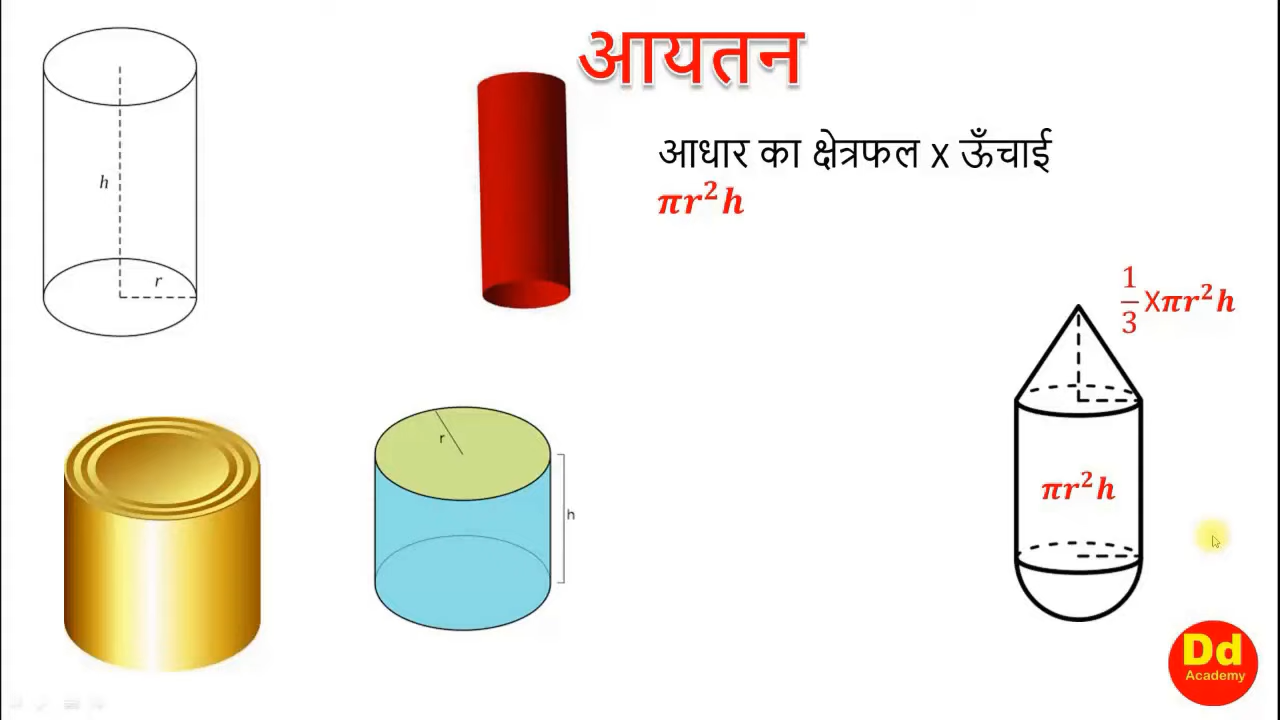 आयतन
आधार का क्षेत्रफल x ऊँचाई
πr²h
h
r
1/3 Xπr²h
r
h
πr²h
Dd
Academy